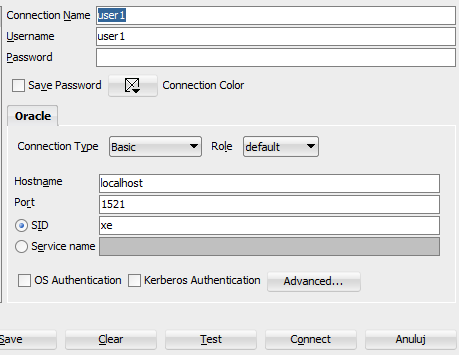 Connection Name user1
Username user1
Password
Save Password Connection Color
Oracle
Connection Type Basic Role default
Hostname localhost
Port 1521
SID xe
Service name
OS Authentication Kerberos Authentication Advanced...
Save Clear Test Connect Anuluj